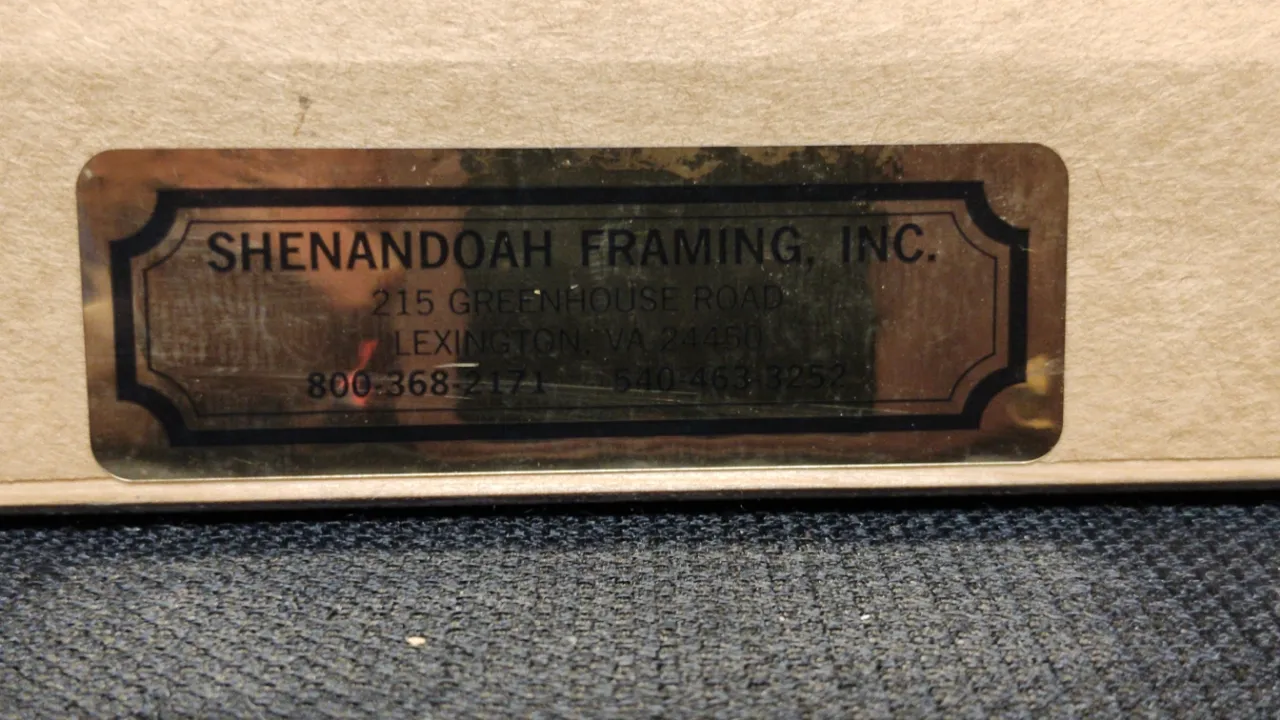 SHENANDOAH FRAMING, INC.
215 GREENHOUSE ROAD
LEXINGTON, VA 24450
800-368-2171 540-463-3252